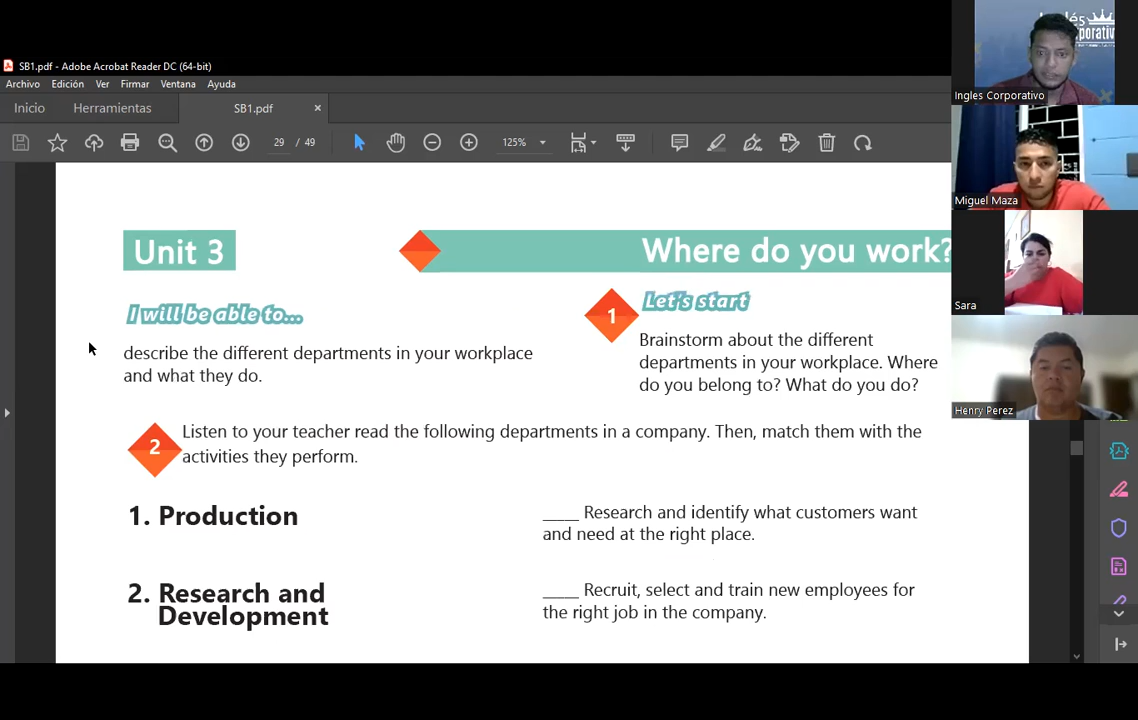 SB1.pdf - Adobe Acrobat Reader DC (64-bit)
Archivo Edición Ver Firmar Ventana Ayuda
Inicio Herramientas SB1.pdf ×
29 / 49 125%
Unit 3
Where do you work?
I will be able to...
describe the different departments in your workplace
and what they do.
1 Let's start
Brainstorm about the different
departments in your workplace. Where
do you belong to? What do you do?
2 Listen to your teacher read the following departments in a company. Then, match them with the
activities they perform.
1. Production
____ Research and identify what customers want
and need at the right place.
2. Research and
Development
____ Recruit, select and train new employees for
the right job in the company.
Ingles Corporativo
Miguel Maza
Sara
Henry Perez